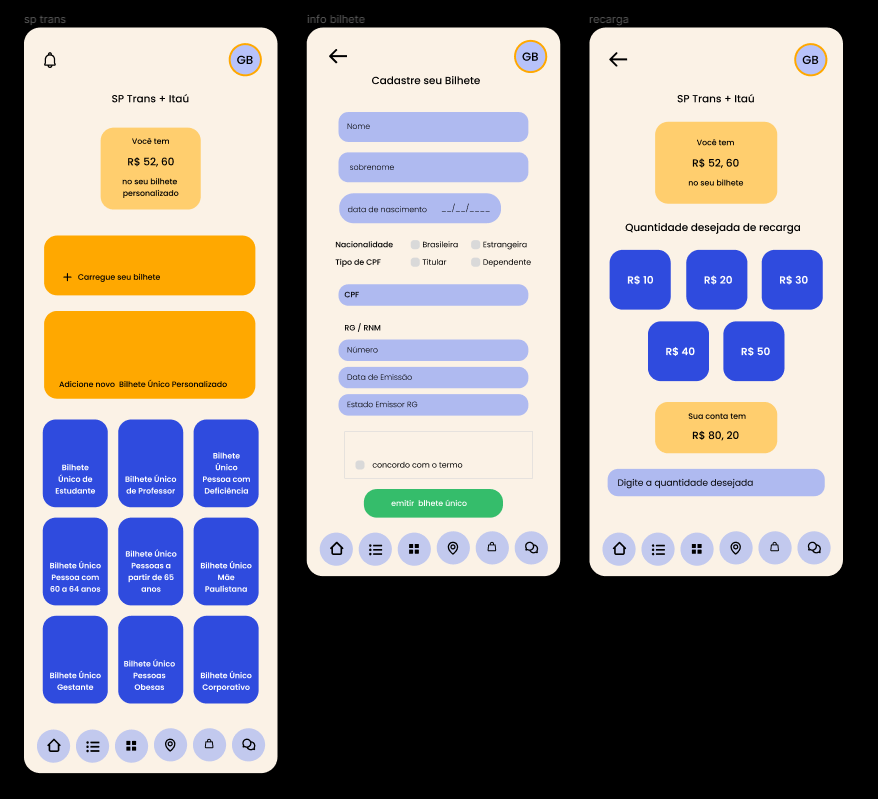 sp trans
GB
SP Trans + Itaú
Você tem
R$ 52, 60
no seu bilhete
personalizado
+ Carregue seu bilhete
Adicione novo Bilhete Único Personalizado
Bilhete
Único de
Estudante
Bilhete Único
de Professor
Bilhete
Único
Pessoa com
Deficiência
Bilhete Único
Pessoa com
60 a 64 anos
Bilhete Único
Pessoas a
partir de 65
anos
Bilhete Único
Mãe
Paulistana
Bilhete Único
Gestante
Bilhete Único
Pessoas
Obesas
Bilhete Único
Corporativo
info bilhete
GB
Cadastre seu Bilhete
Nome
sobrenome
data de nascimento __/__/____
Nacionalidade Brasileira Estrangeira
Tipo de CPF Titular Dependente
CPF
RG / RNM
Número
Data de Emissão
Estado Emissor RG
concordo com o termo
emitir blhete único
recarga
GB
SP Trans + Itaú
Você tem
R$ 52, 60
no seu bilhete
Quantidade desejada de recarga
R$ 10 R$ 20 R$ 30
R$ 40 R$ 50
Sua conta tem
R$ 80, 20
Digite a quantidade desejada